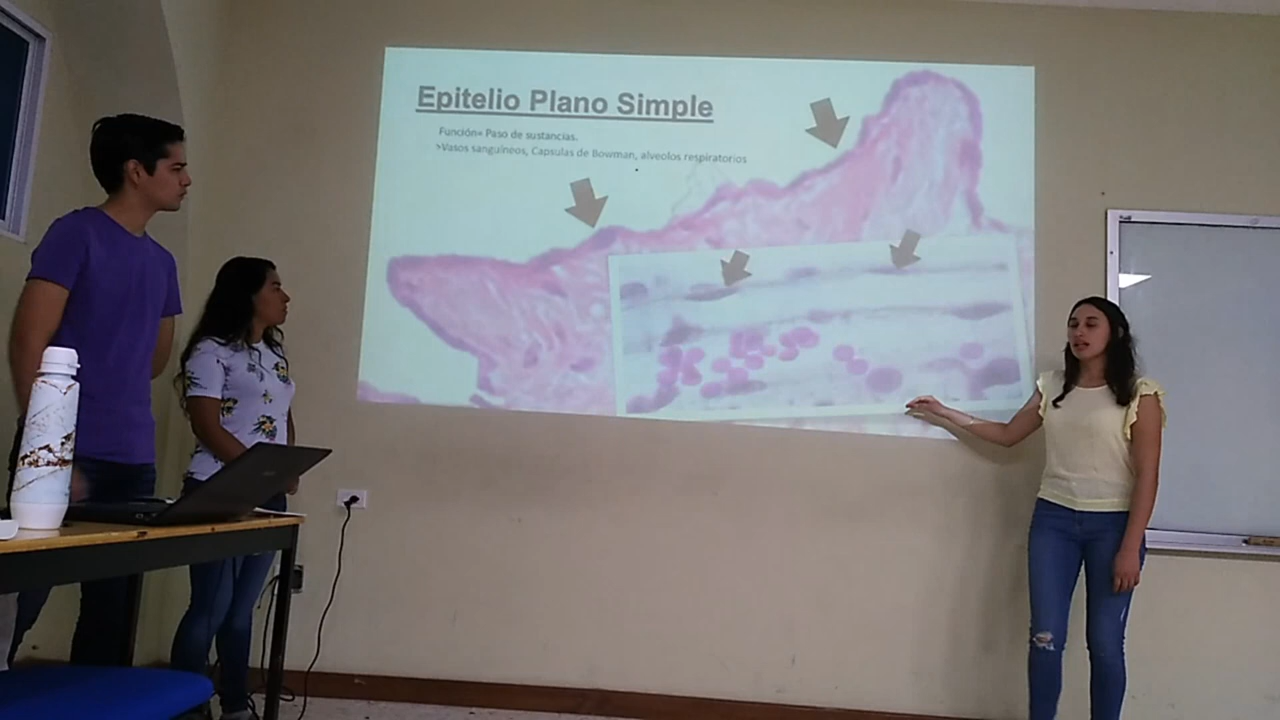 Epitelio Plano Simple
Función= Paso de sustancias.
>Vasos sanguíneos, Capsulas de Bowman, alveolos respiratorios